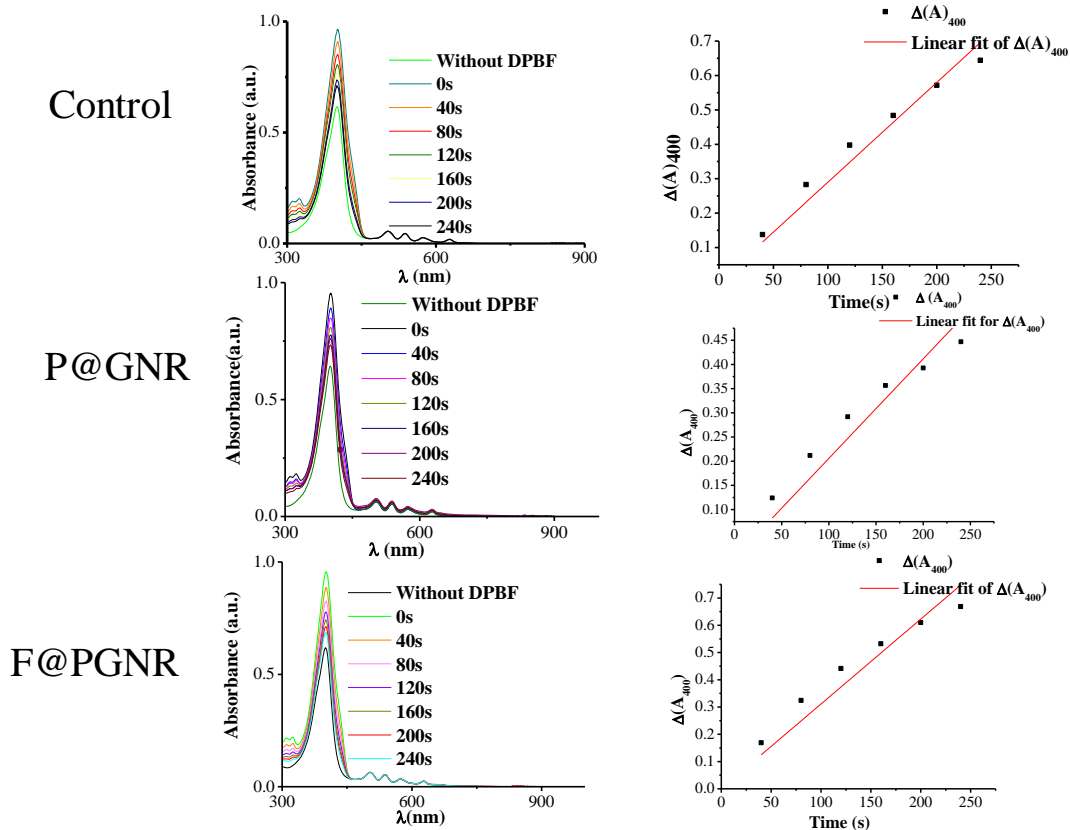 Control
Absorbance (a.u.)
1.0
0.5
0.0
300
600
900
λ (nm)
Without DPBF
0s
40s
80s
120s
160s
200s
240s
Δ(A)400
Linear fit of Δ(A)400
Δ(A)400
0.7
0.6
0.5
0.4
0.3
0.2
0.1
0
50
100
150
200
250
Time(s)
P@GNR
Absorbance(a.u.)
1.0
0.5
0.0
300
600
900
λ (nm)
Without DPBF
0s
40s
80s
120s
160s
200s
240s
Δ(A400)
Linear fit for Δ(A400)
Δ(A400)
0.45
0.40
0.35
0.30
0.25
0.20
0.15
0.10
0
50
100
150
200
250
Time (s)
F@PGNR
Absorbance (a.u.)
1.0
0.5
0.0
300
600
900
λ(nm)
Without DPBF
0s
40s
80s
120s
160s
200s
240s
Δ(A400)
Linear fit of Δ(A400)
Δ(A400)
0.7
0.6
0.5
0.4
0.3
0.2
0.1
0.0
0
50
100
150
200
250
Time (s)